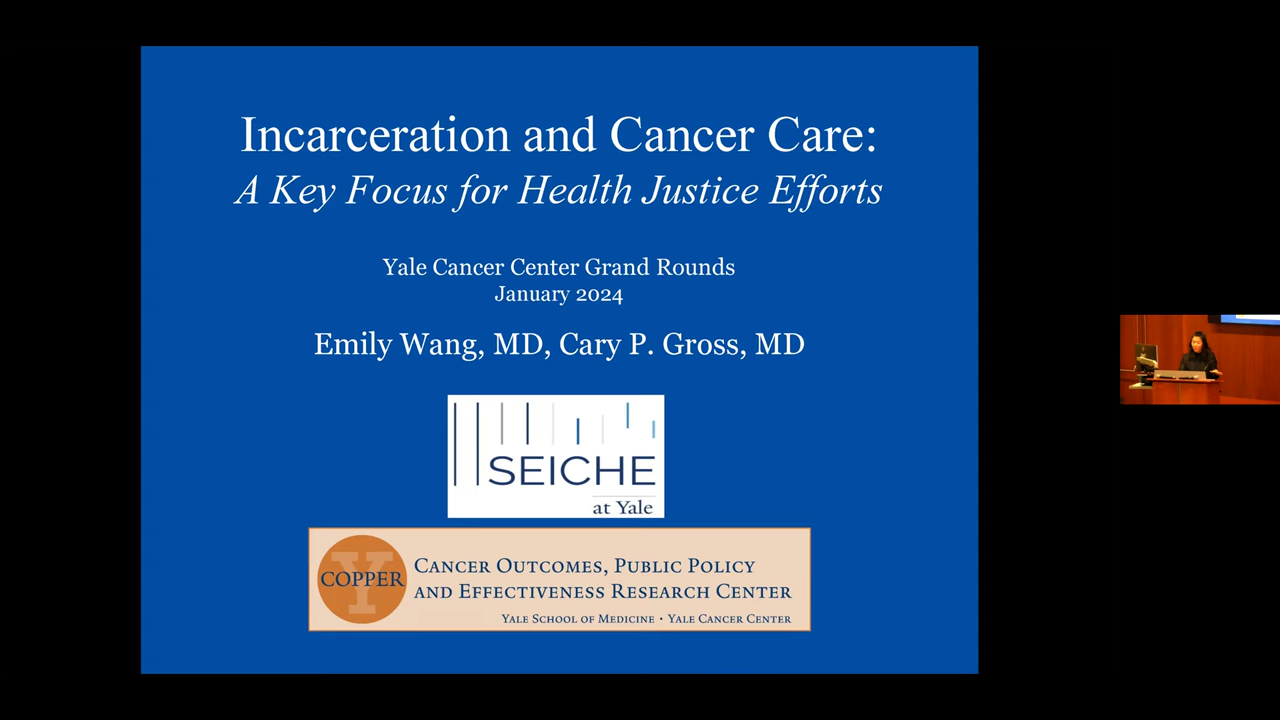 Incarceration and Cancer Care:
A Key Focus for Health Justice Efforts
Yale Cancer Center Grand Rounds
January 2024
Emily Wang, MD, Cary P. Gross, MD
SEICHE
at Yale
Y
COPPER
CANCER OUTCOMES, PUBLIC POLICY
AND EFFECTIVENESS RESEARCH CENTER
YALE SCHOOL OF MEDICINE • YALE CANCER CENTER